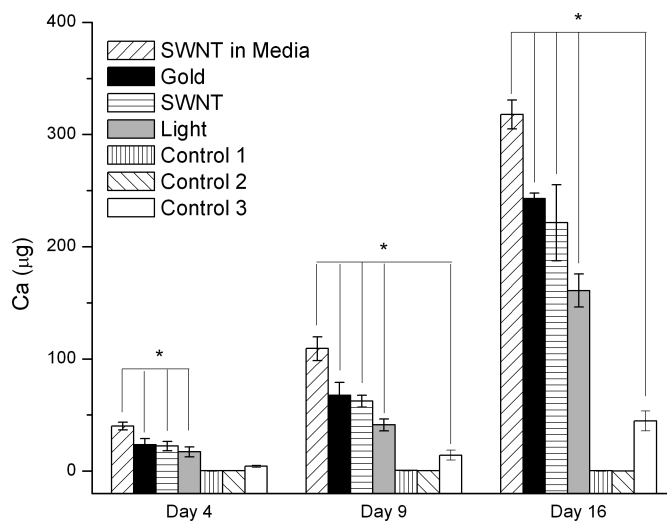 400
300
200
100
0
Ca (μg)
SWNT in Media
Gold
SWNT
Light
Control 1
Control 2
Control 3
*
*
*
Day 4
Day 9
Day 16